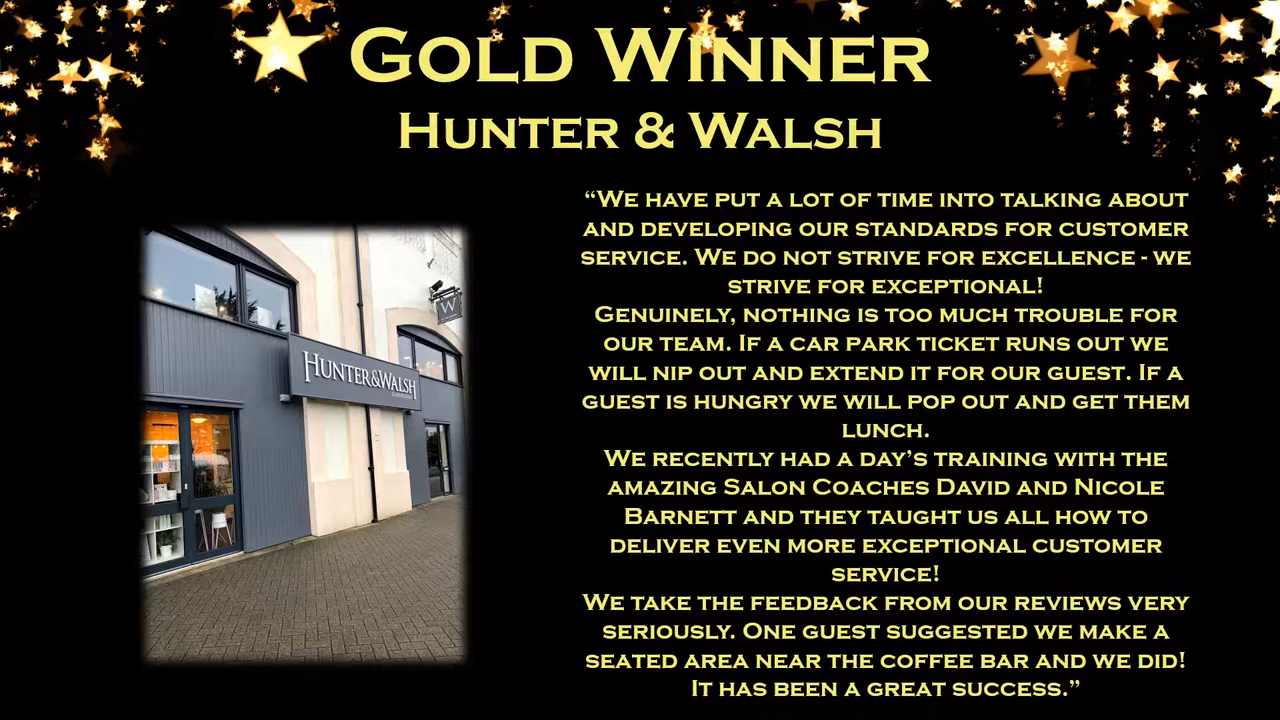 Gold Winner
Hunter & Walsh
“We have put a lot of time into talking about
and developing our standards for customer
service. We do not strive for excellence - we
strive for exceptional!
Genuinely, nothing is too much trouble for
our team. If a car park ticket runs out we
will nip out and extend it for our guest. If a
guest is hungry we will pop out and get them
lunch.
We recently had a day’s training with the
amazing Salon Coaches David and Nicole
Barnett and they taught us all how to
deliver even more exceptional customer
service!
We take the feedback from our reviews very
seriously. One guest suggested we make a
seated area near the coffee bar and we did!
It has been a great success.”
W
Hunter&Walsh